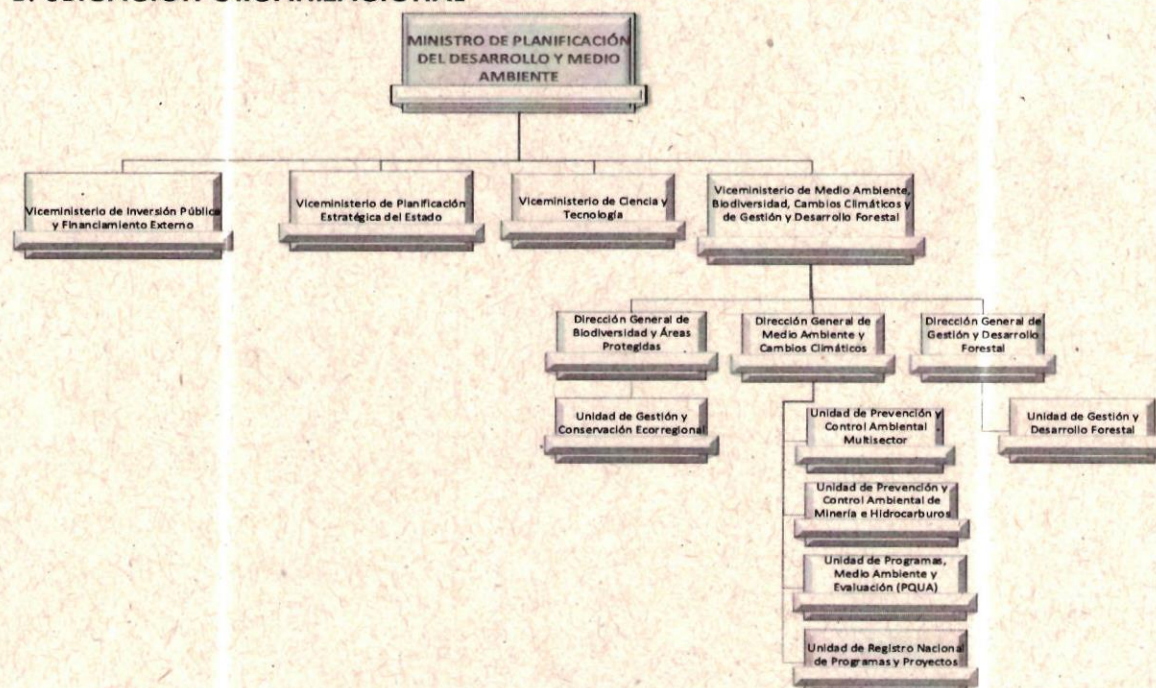 MINISTRO DE PLANIFICACIÓN
DEL DESARROLLO Y MEDIO
AMBIENTE
Viceministerio de Inversión Pública
y Financiamiento Externo
Viceministerio de Planificación
Estratégica del Estado
Viceministerio de Ciencia y
Tecnología
Viceministerio de Medio Ambiente,
Biodiversidad, Cambios Climáticos y
de Gestión y Desarrollo Forestal
Dirección General de
Biodiversidad y Áreas
Protegidas
Dirección General de
Medio Ambiente y
Cambios Climáticos
Dirección General de
Gestión y Desarrollo
Forestal
Unidad de Gestión y
Conservación Ecorregional
Unidad de Prevención y
Control Ambiental
Multisector
Unidad de Gestión y
Desarrollo Forestal
Unidad de Prevención y
Control Ambiental de
Minería e Hidrocarburos
Unidad de Programas,
Medio Ambiente y
Evaluación (PQUA)
Unidad de Registro Nacional
de Programas y Proyectos